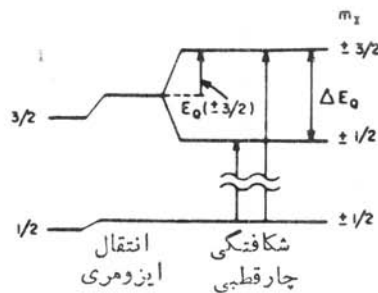 m_I
± 3/2
E_Q(± 3/2)
ΔE_Q
3/2
± 1/2
1/2
± 1/2
انتقال
ایزومری
شکافتگی
چارقطبی